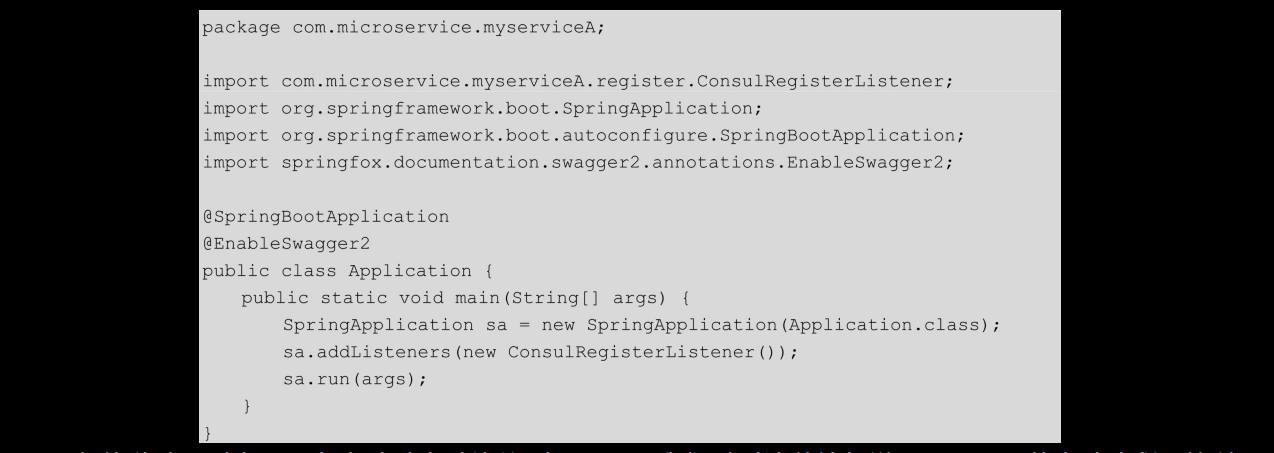 package com.microservice.myserviceA;

import com.microservice.myserviceA.register.ConsulRegisterListener;
import org.springframework.boot.SpringApplication;
import org.springframework.boot.autoconfigure.SpringBootApplication;
import springfox.documentation.swagger2.annotations.EnableSwagger2;

@SpringBootApplication
@EnableSwagger2
public class Application {
    public static void main(String[] args) {
        SpringApplication sa = new SpringApplication(Application.class);
        sa.addListeners(new ConsulRegisterListener());
        sa.run(args);
    }
}